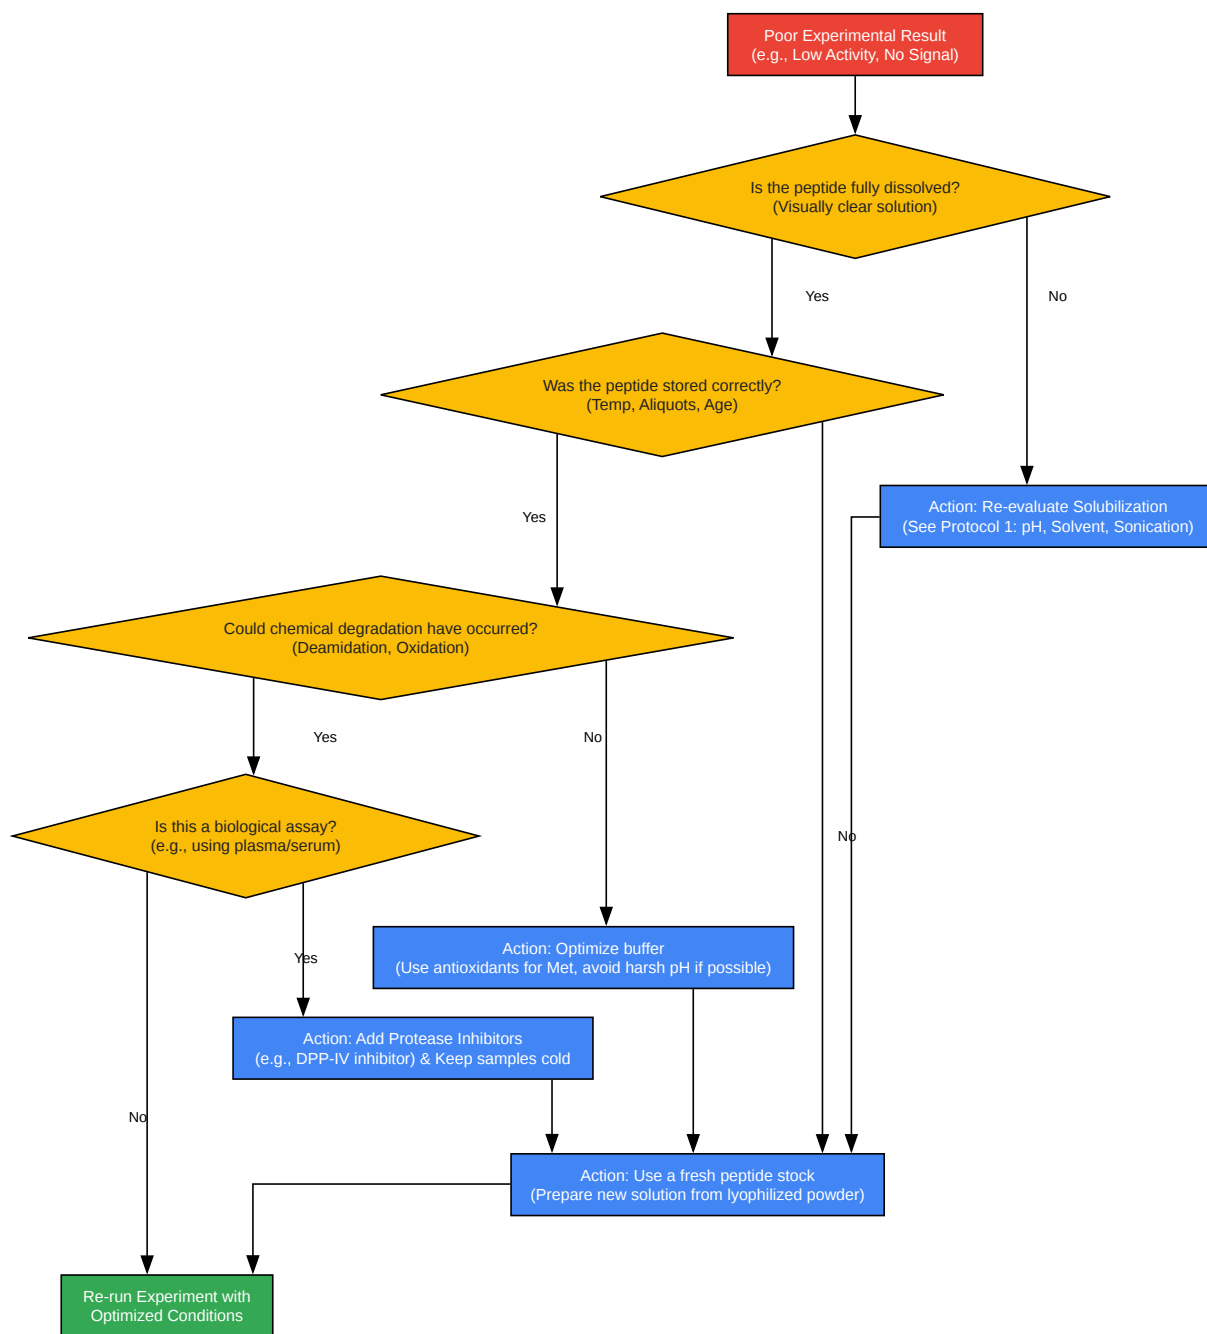 Poor Experimental Result
(e.g., Low Activity, No Signal)
Is the peptide fully dissolved?
(Visually clear solution)
Yes
No
Was the peptide stored correctly?
(Temp, Aliquots, Age)
Action: Re-evaluate Solubilization
(See Protocol 1: pH, Solvent, Sonication)
Yes
Could chemical degradation have occurred?
(Deamidation, Oxidation)
Yes
No
Is this a biological assay?
(e.g., using plasma/serum)
No
Action: Optimize buffer
(Use antioxidants for Met, avoid harsh pH if possible)
Yes
Action: Add Protease Inhibitors
(e.g., DPP-IV inhibitor) & Keep samples cold
No
Action: Use a fresh peptide stock
(Prepare new solution from lyophilized powder)
Re-run Experiment with
Optimized Conditions